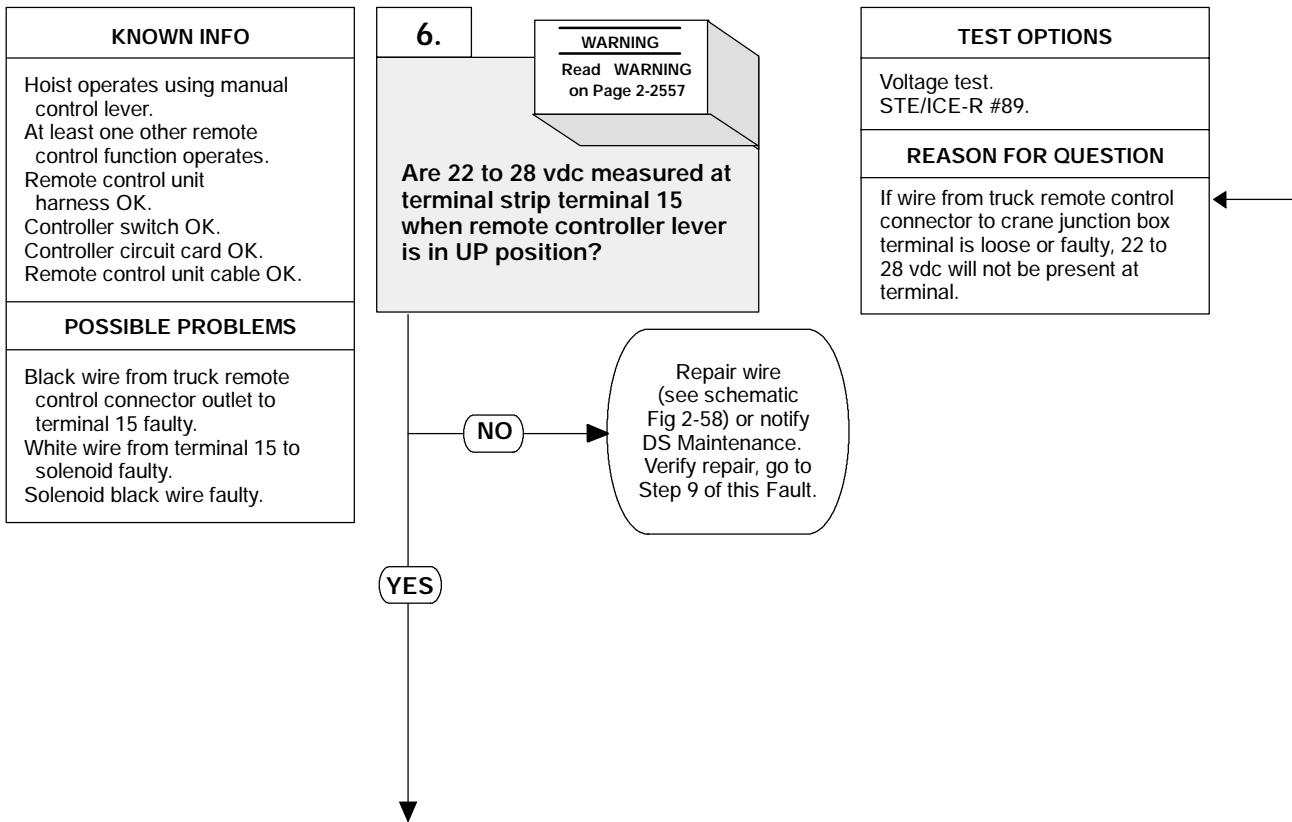 KNOWN INFO
Hoist operates using manual
control lever.
At least one other remote
control function operates.
Remote control unit
harness OK.
Controller switch OK.
Controller circuit card OK.
Remote control unit cable OK.
POSSIBLE PROBLEMS
Black wire from truck remote
control connector outlet to
terminal 15 faulty.
White wire from terminal 15 to
solenoid faulty.
Solenoid black wire faulty.
6.
WARNING
Read WARNING
on Page 2-2557
Are 22 to 28 vdc measured at
terminal strip terminal 15
when remote controller lever
is in UP position?
TEST OPTIONS
Voltage test.
STE/ICE-R #89.
REASON FOR QUESTION
If wire from truck remote control
connector to crane junction box
terminal is loose or faulty, 22 to
28 vdc will not be present at
terminal.
NO
Repair wire
(see schematic
Fig 2-58) or notify
DS Maintenance.
Verify repair, go to
Step 9 of this Fault.
YES